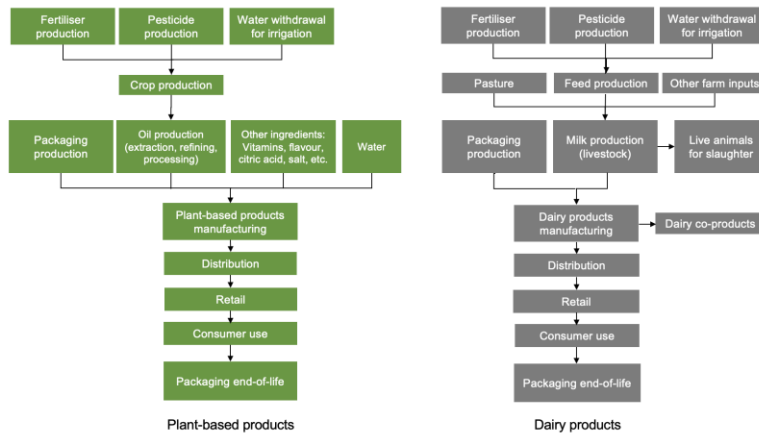 Fertiliser
production
Pesticide
production
Water withdrawal
for irrigation
Crop production
Packaging
production
Oil production
(extraction, refining,
processing)
Other ingredients:
Vitamins, flavour,
citric acid, salt, etc.
Water
Plant-based products
manufacturing
Distribution
Retail
Consumer use
Packaging end-of-life
Plant-based products
Fertiliser
production
Pesticide
production
Water withdrawal
for irrigation
Pasture
Feed production
Other farm inputs
Packaging
production
Milk production
(livestock)
Live animals
for slaughter
Dairy products
manufacturing
Dairy co-products
Distribution
Retail
Consumer use
Packaging end-of-life
Dairy products